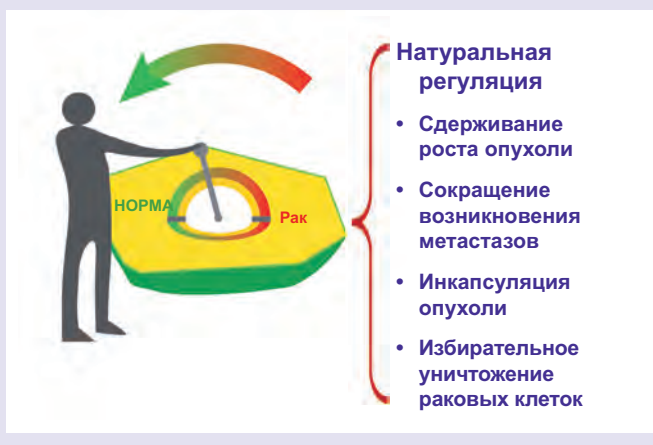 Натуральная
регуляция
• Сдерживание
роста опухоли
• Сокращение
возникновения
метастазов
• Инкапсуляция
опухоли
• Избирательное
уничтожение
раковых клеток
НОРМА
Рак